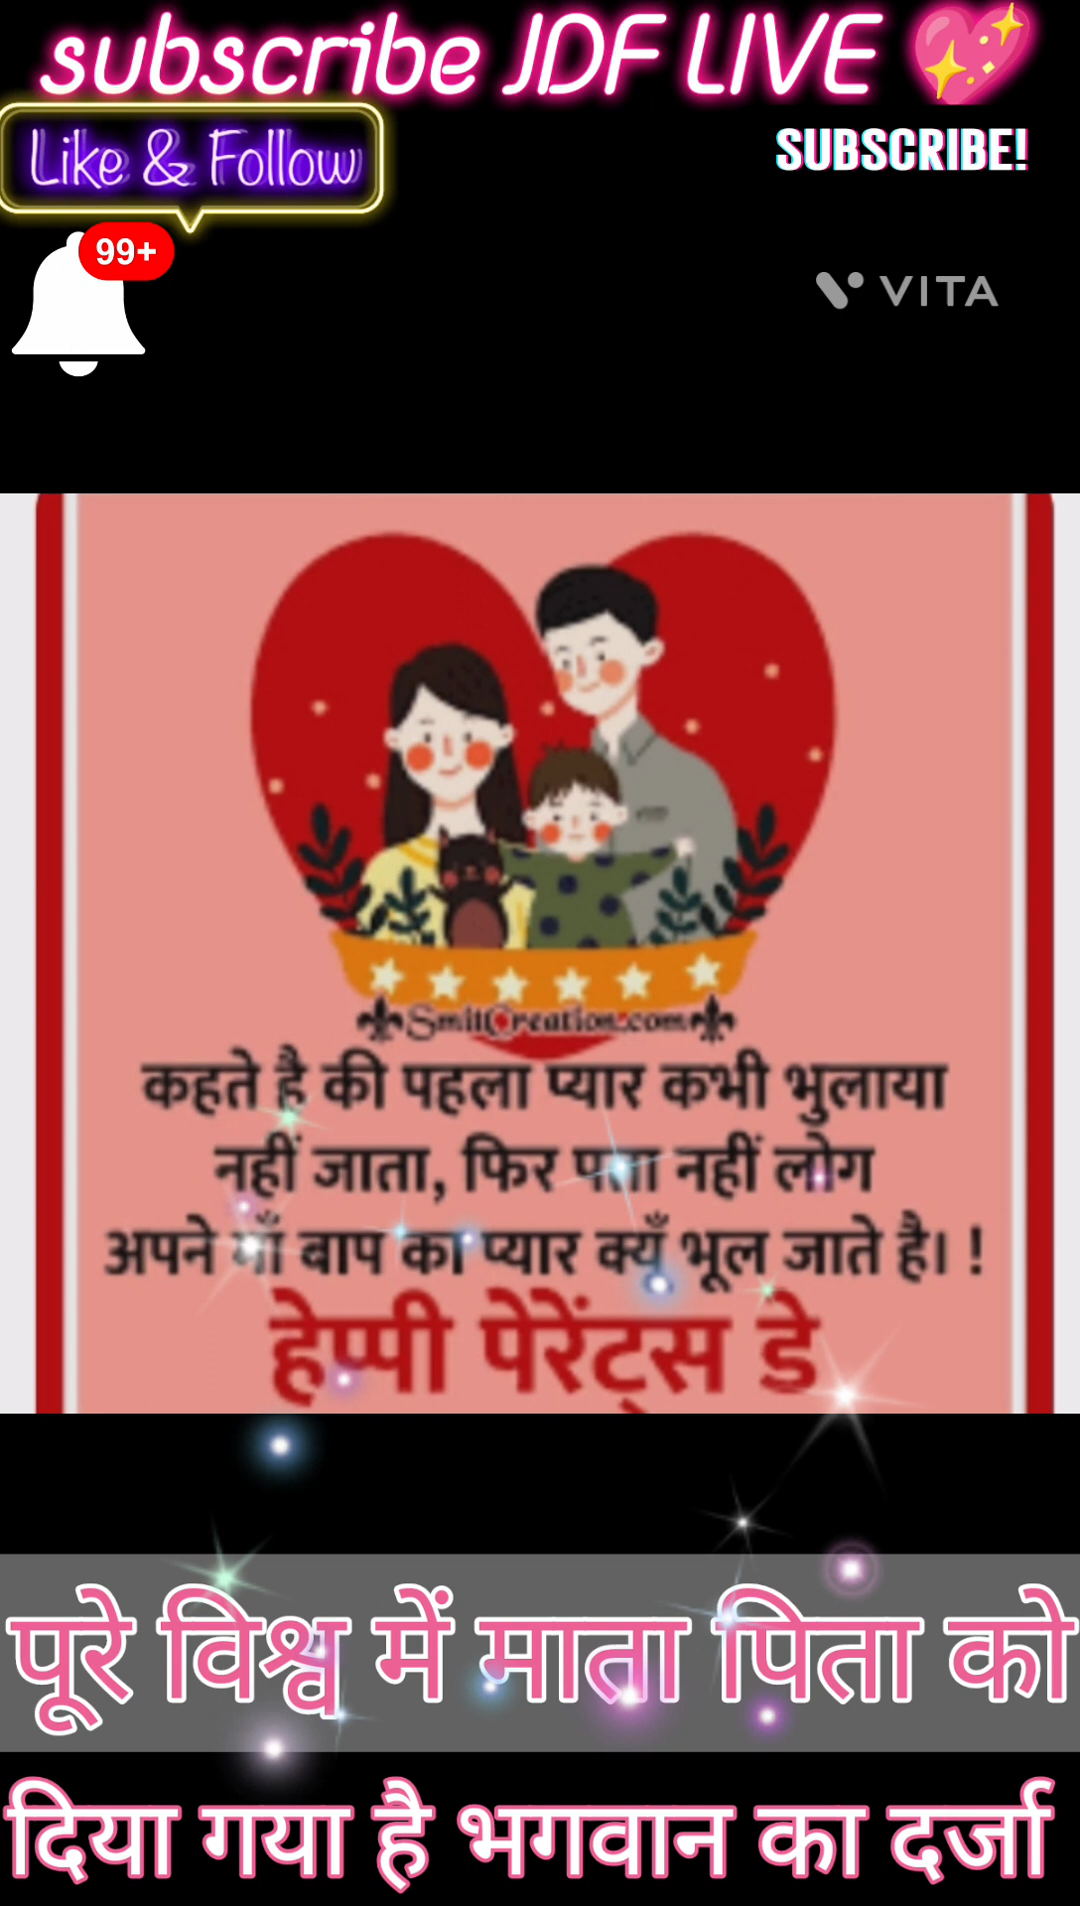 subscribe JDF LIVE
Like & Follow
SUBSCRIBE!
99+
VITA
SmitCreation.com
कहते है की पहला प्यार कभी भुलाया
नहीं जाता, फिर पता नहीं लोग
अपने माँ बाप का प्यार क्यूँ भूल जाते है। !
हेप्पी पेरेंट्स डे
पूरे विश्व में माता पिता को
दिया गया है भगवान का दर्जा